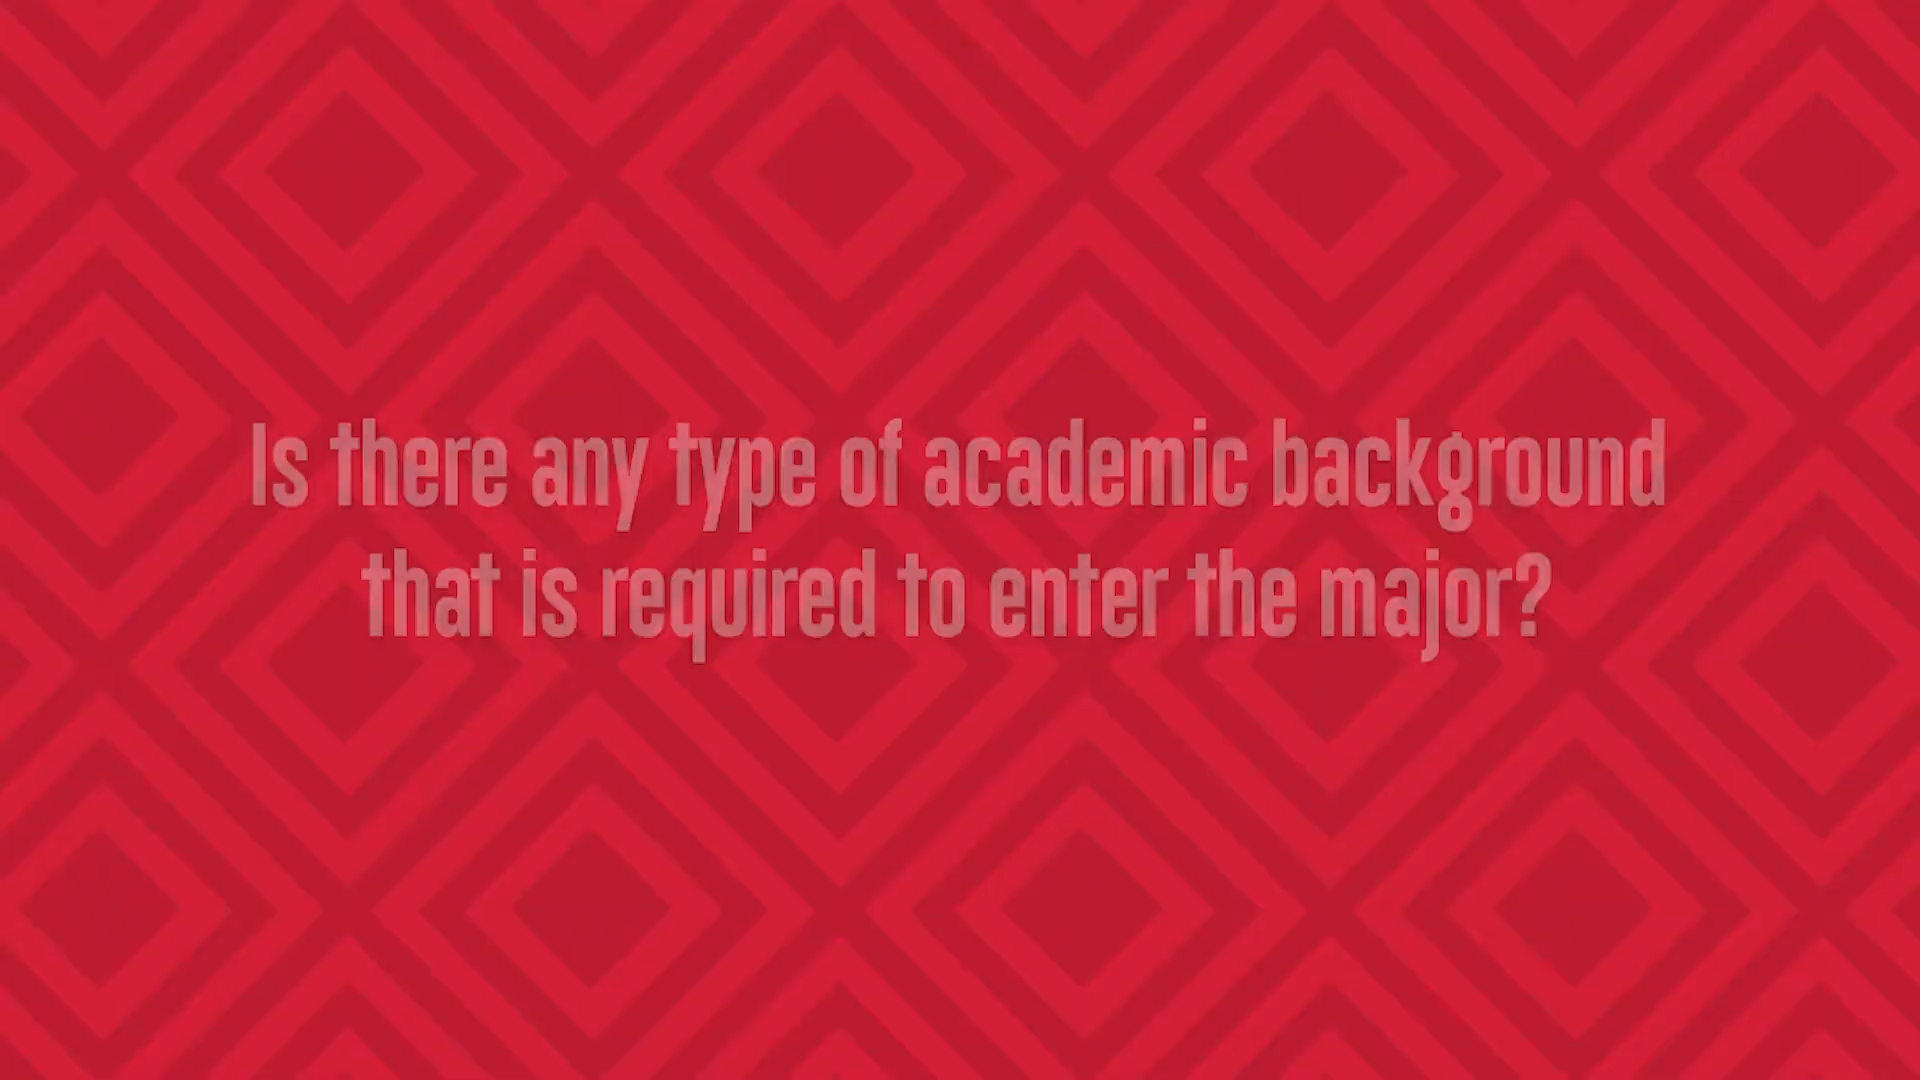 Is there any type of academic background
that is required to enter the major?